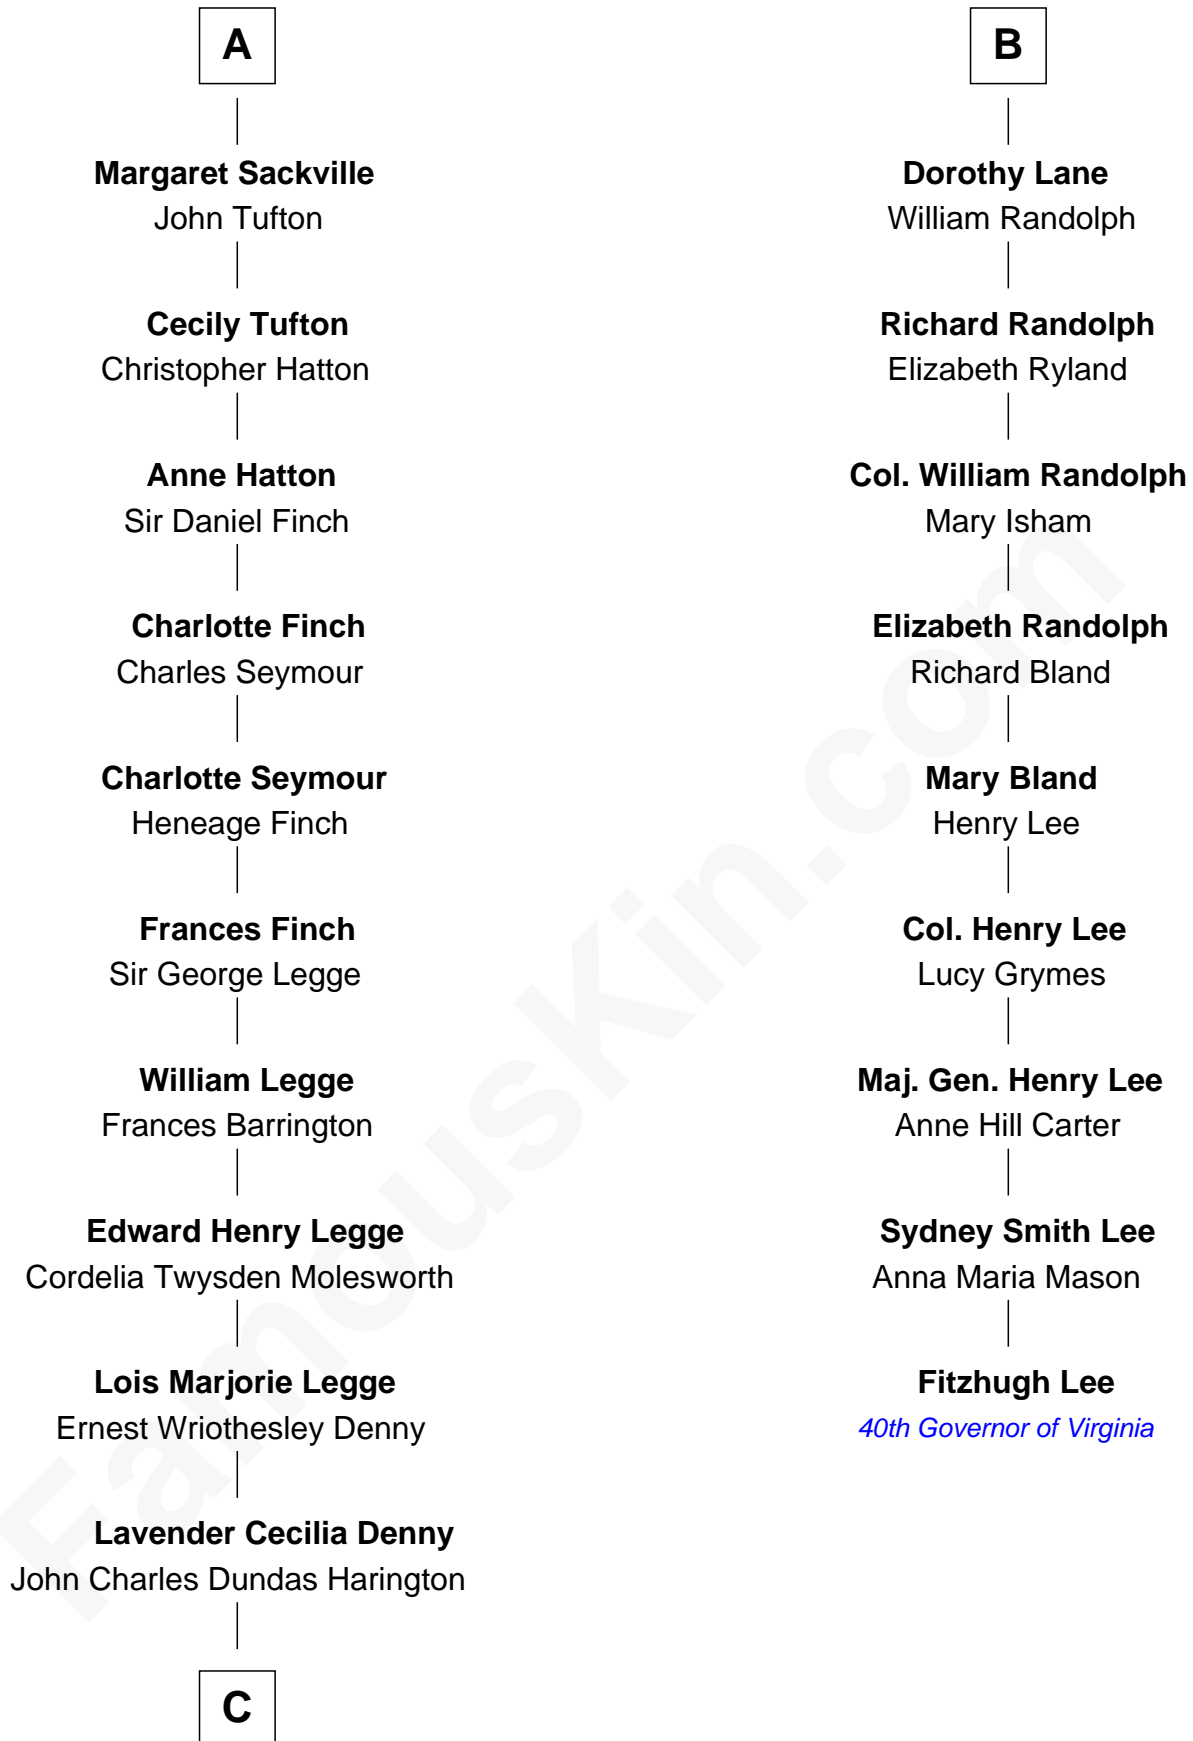 A
Margaret Sackville
John Tufton
Cecily Tufton
Christopher Hatton
Anne Hatton
Sir Daniel Finch
Charlotte Finch
Charles Seymour
Charlotte Seymour
Heneage Finch
Frances Finch
Sir George Legge
William Legge
Frances Barrington
Edward Henry Legge
Cordelia Twysden Molesworth
Lois Marjorie Legge
Ernest Wriothesley Denny
Lavender Cecilia Denny
John Charles Dundas Harington
C
B
Dorothy Lane
William Randolph
Richard Randolph
Elizabeth Ryland
Col. William Randolph
Mary Isham
Elizabeth Randolph
Richard Bland
Mary Bland
Henry Lee
Col. Henry Lee
Lucy Grymes
Maj. Gen. Henry Lee
Anne Hill Carter
Sydney Smith Lee
Anna Maria Mason
Fitzhugh Lee
40th Governor of Virginia
FamousKin.com